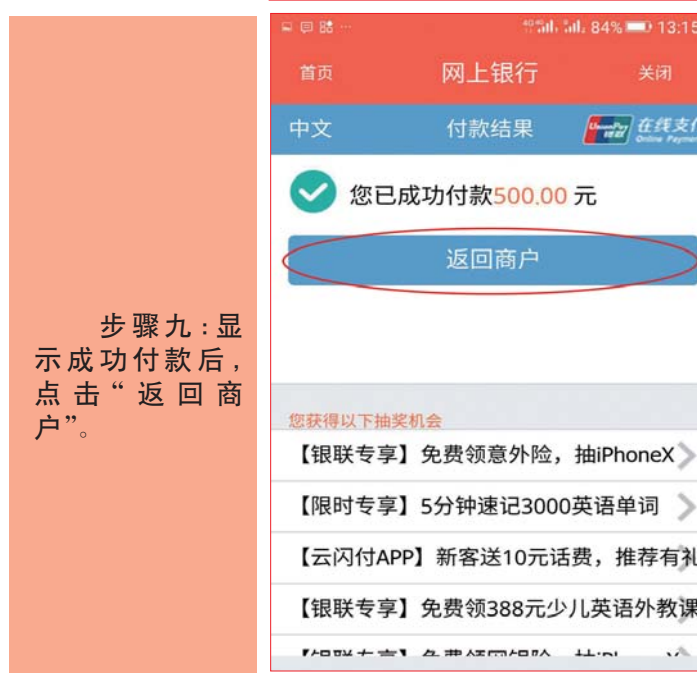 步骤九:显
示成功付款后,
点击“返回商
户”。
84% 13:15
首页 网上银行 关闭
中文 付款结果 UnionPay 银联 在线支付
Online Payment
您已成功付款500.00 元
返回商户
您获得以下抽奖机会
【银联专享】免费领意外险，抽iPhoneX
【限时专享】5分钟速记3000英语单词
【云闪付APP】新客送10元话费，推荐有礼
【银联专享】免费领388元少儿英语外教课